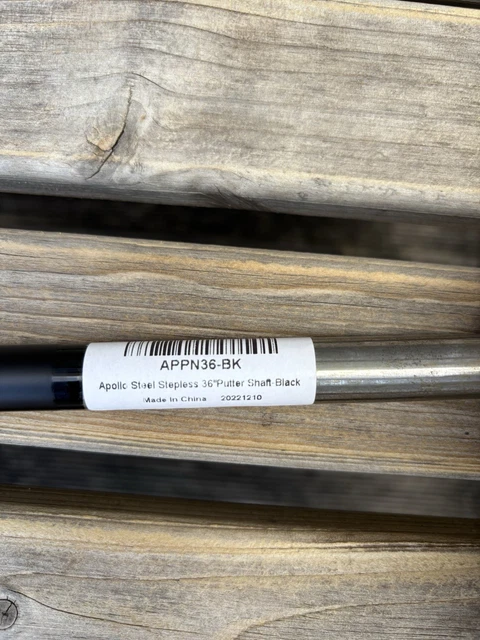 APPN36-BK
Apollo Steel Stepless 36"Putter Shaft-Black
Made In China 20221210